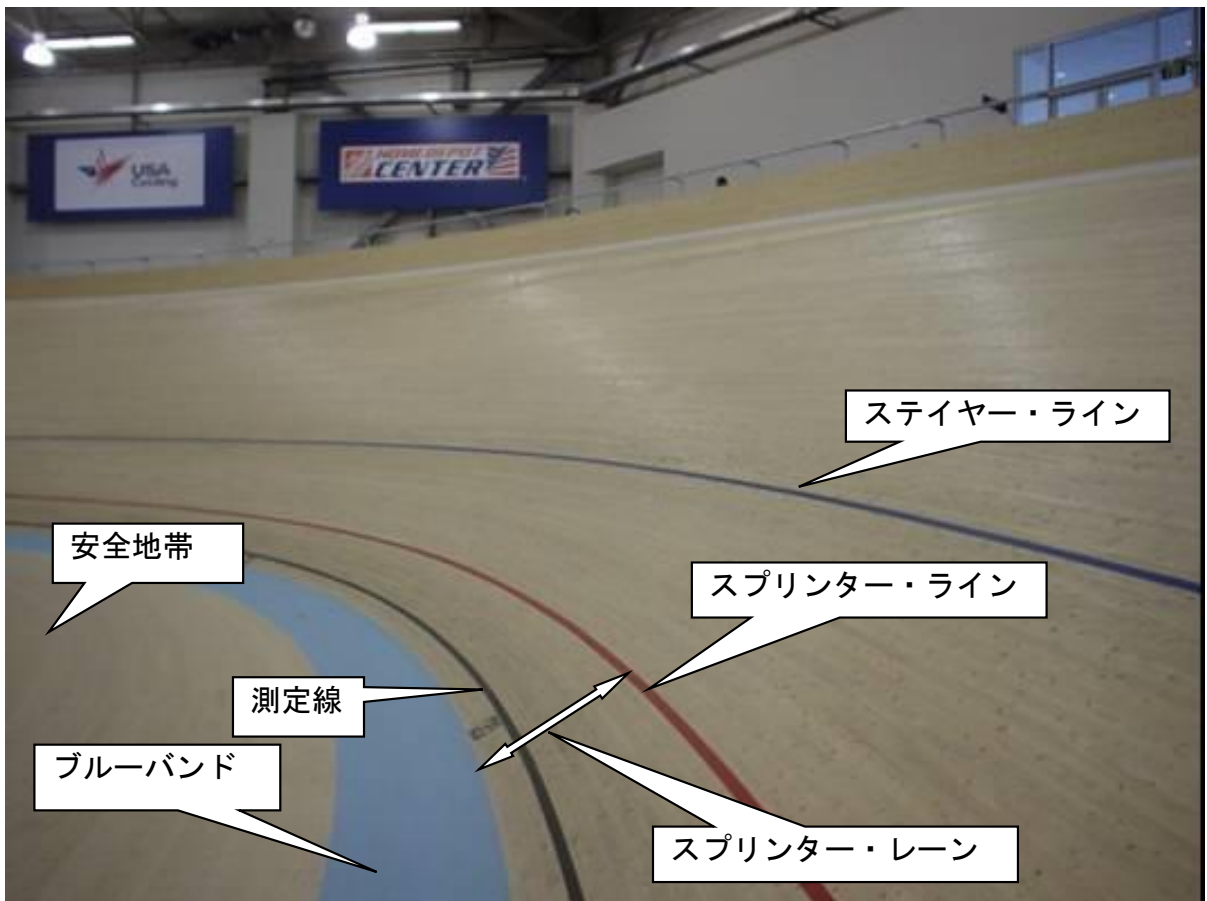 USA
Cycling
HOME DEPOT
CENTER
ステイヤー・ライン
安全地帯
スプリンター・ライン
測定線
ブルーバンド
スプリンター・レーン